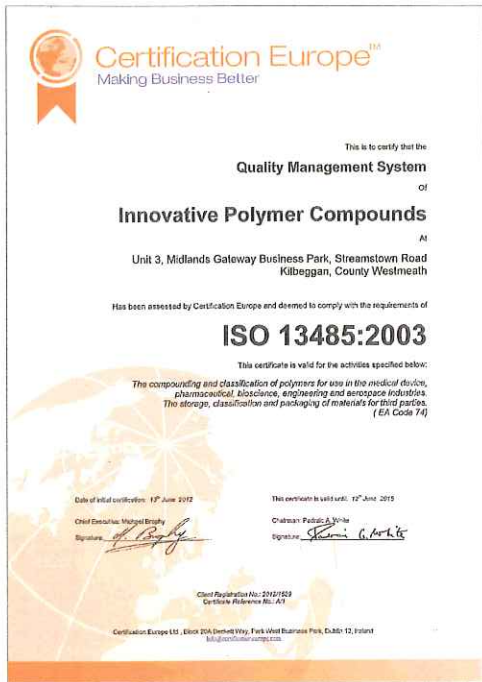 Certification Europe™
Making Business Better
This is to certify that the
Quality Management System
Of
Innovative Polymer Compounds
At
Unit 3, Midlands Gateway Business Park, Streamstown Road
Kilbeggan, County Westmeath
Has been assessed by Certification Europe and deemed to comply with the requirements of
ISO 13485:2003
This certificate is valid for the activities specified below:
The compounding and classification of polymers for use in the medical device,
pharmaceutical, bioscience, engineering and aerospace industries.
The storage, classification and packaging of materials for third parties.
( EA Code 74)
Date of initial certification: 13th June 2012
This certificate is valid until: 12th June 2015
Chief Executive: Michael Brophy
Chairman: Padraic A. White
Signature
Signature
Client Registration No.: 2012/1529
Certificate Reference No.: A/1
Certification Europe Ltd , Block 20A Beckett Way, Park West Business Park, Dublin 12, Ireland
info@certificationeurope.com